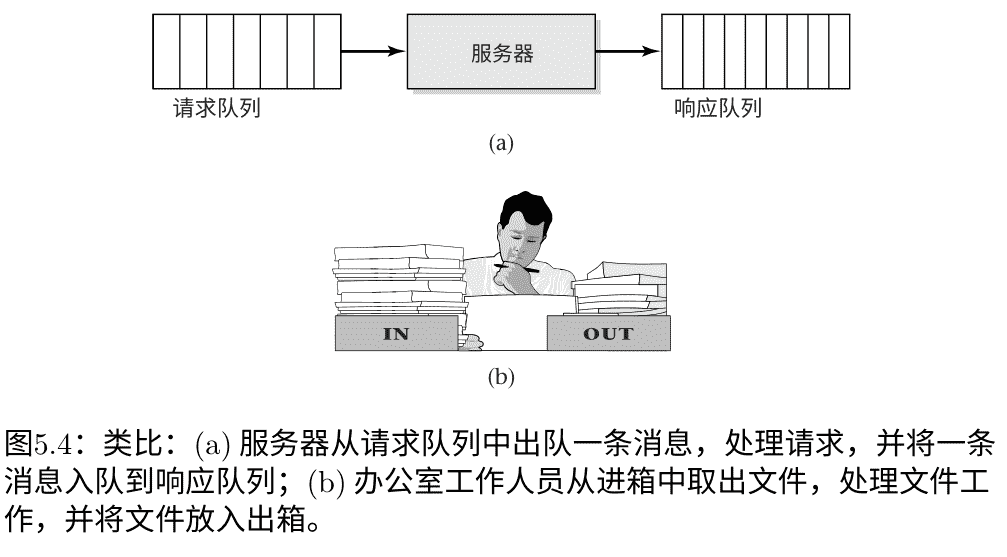 服务器
请求队列
响应队列
(a)
IN
OUT
(b)
图5.4：类比：(a) 服务器从请求队列中出队一条消息，处理请求，并将一条
消息入队到响应队列；(b) 办公室工作人员从进箱中取出文件，处理文件工
作，并将文件放入出箱。